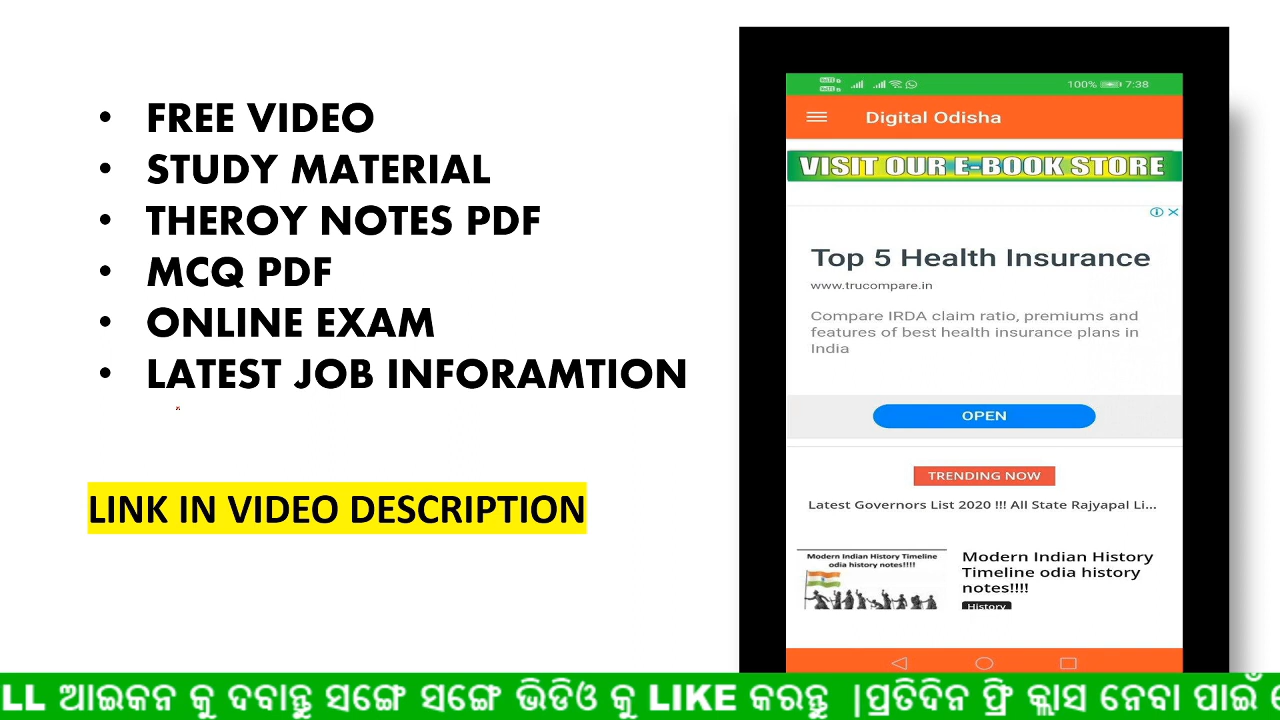 • FREE VIDEO
• STUDY MATERIAL
• THEROY NOTES PDF
• MCQ PDF
• ONLINE EXAM
• LATEST JOB INFORAMTION
LINK IN VIDEO DESCRIPTION
100% 7:38
Digital Odisha
VISIT OUR E-BOOK STORE
Top 5 Health Insurance
www.trucompare.in
Compare IRDA claim ratio, premiums and
features of best health insurance plans in
India
OPEN
TRENDING NOW
Latest Governors List 2020 !!! All State Rajyapal Li...
Modern Indian History Timeline
odia history notes!!!!
Modern Indian History
Timeline odia history
notes!!!!
History
LL ଆଇକନ କୁ ଦବାନ୍ତୁ ସଙ୍ଗେ ସଙ୍ଗେ ଭିଡିଓ କୁ LIKE କରନ୍ତୁ |ପ୍ରତିଦିନ ଫ୍ରି କ୍ଲାସ ନେବା ପାଇଁ